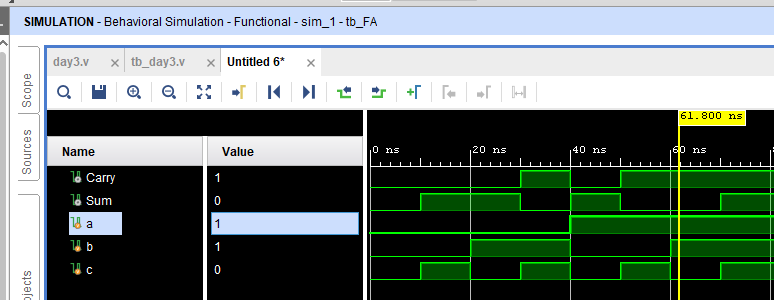 SIMULATION - Behavioral Simulation - Functional - sim_1 - tb_FA
Scope
Sources
day3.v
tb_day3.v
Untitled 6*
61.800 ns
Name
Value
0 ns
20 ns
40 ns
60 ns
Carry
1
Sum
0
a
1
b
1
c
0